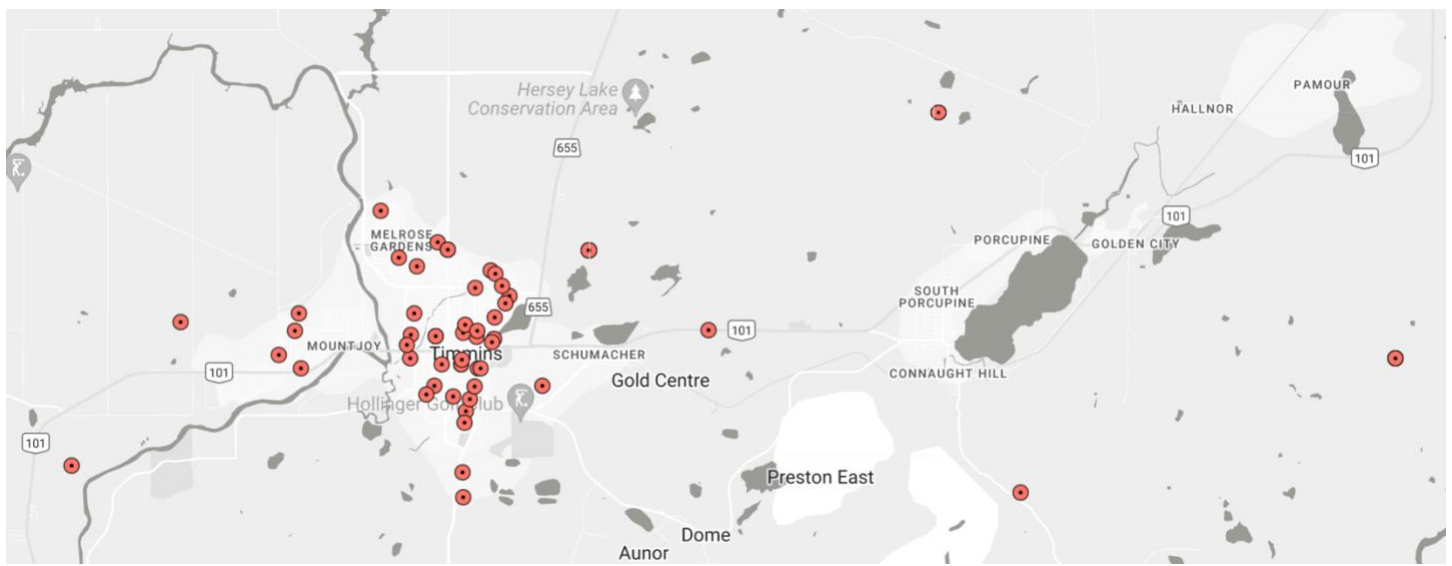 PAMOUR
Hersey Lake
Conservation Area
HALLNOR
655
101
101
MELROSE
GARDENS
PORCUPINE
GOLDEN CITY
SOUTH
PORCUPINE
655
101
MOUNTJOY
Timmins
SCHUMACHER
101
Gold Centre
CONNAUGHT HILL
Hollinger Golf Club
101
Preston East
Dome
Aunor